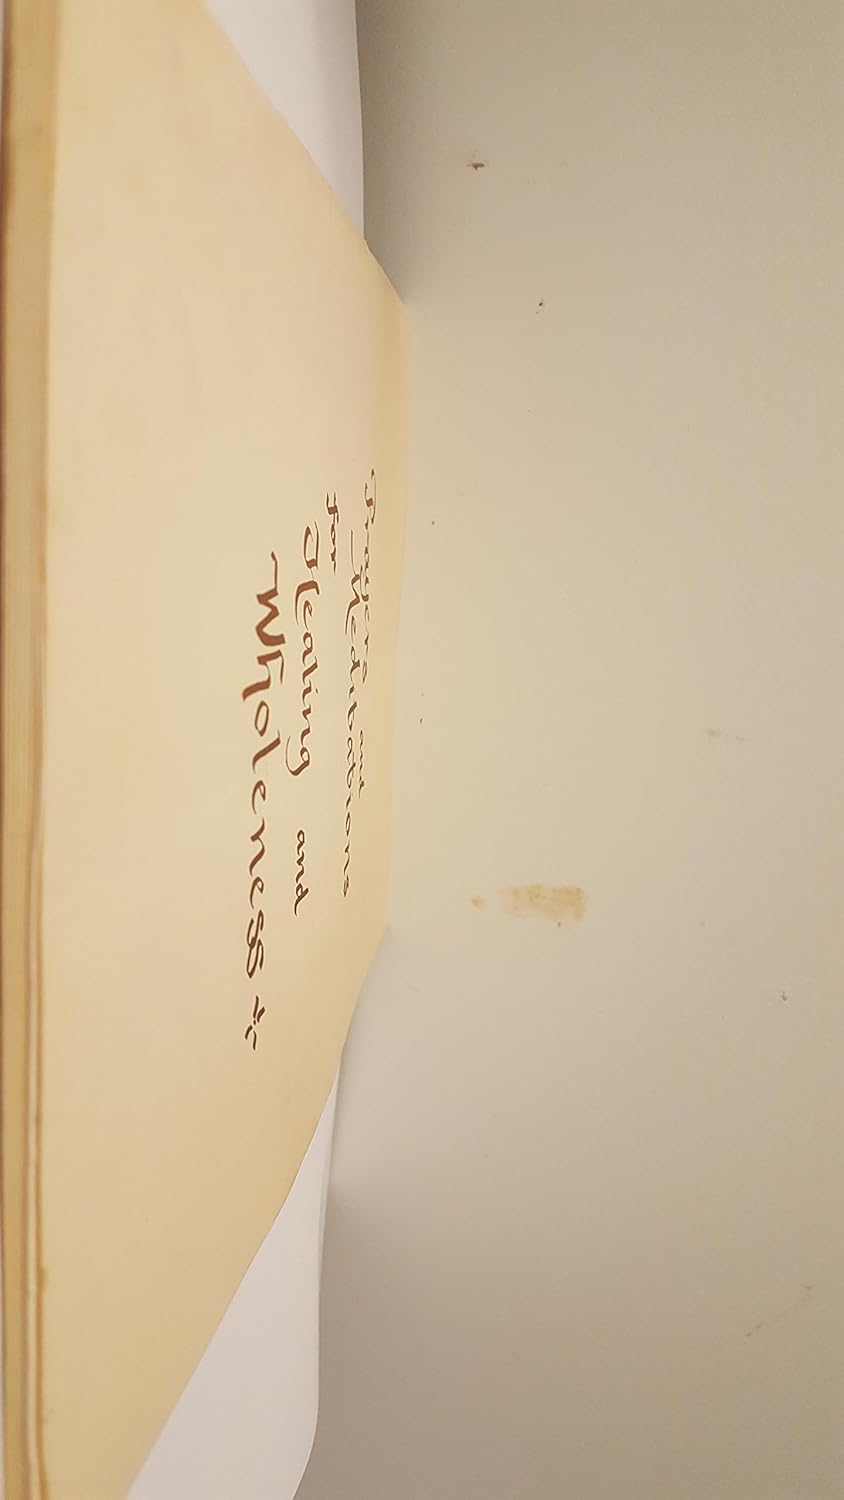 Prayers and
Meditations
for
Healing and
Wholeness